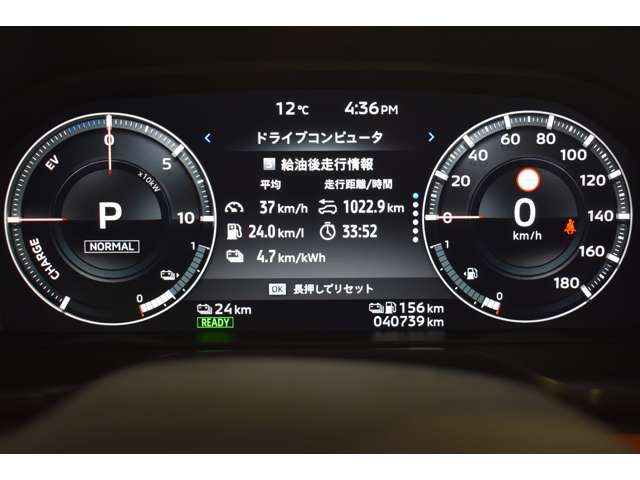 12℃ 4:36PM
ドライブコンピュータ
給油後走行情報
平均 走行距離/時間
37 km/h 1022.9 km
24.0 km/l 33:52
4.7 km/kWh
OK 長押しでリセット
24 km 156 km
READY 040739 km
EV 0 5 10
x10kW
P
NORMAL
CHARGE
1
0
0 20 40 60 80 100 120 140 160 180
0
km/h
1
0